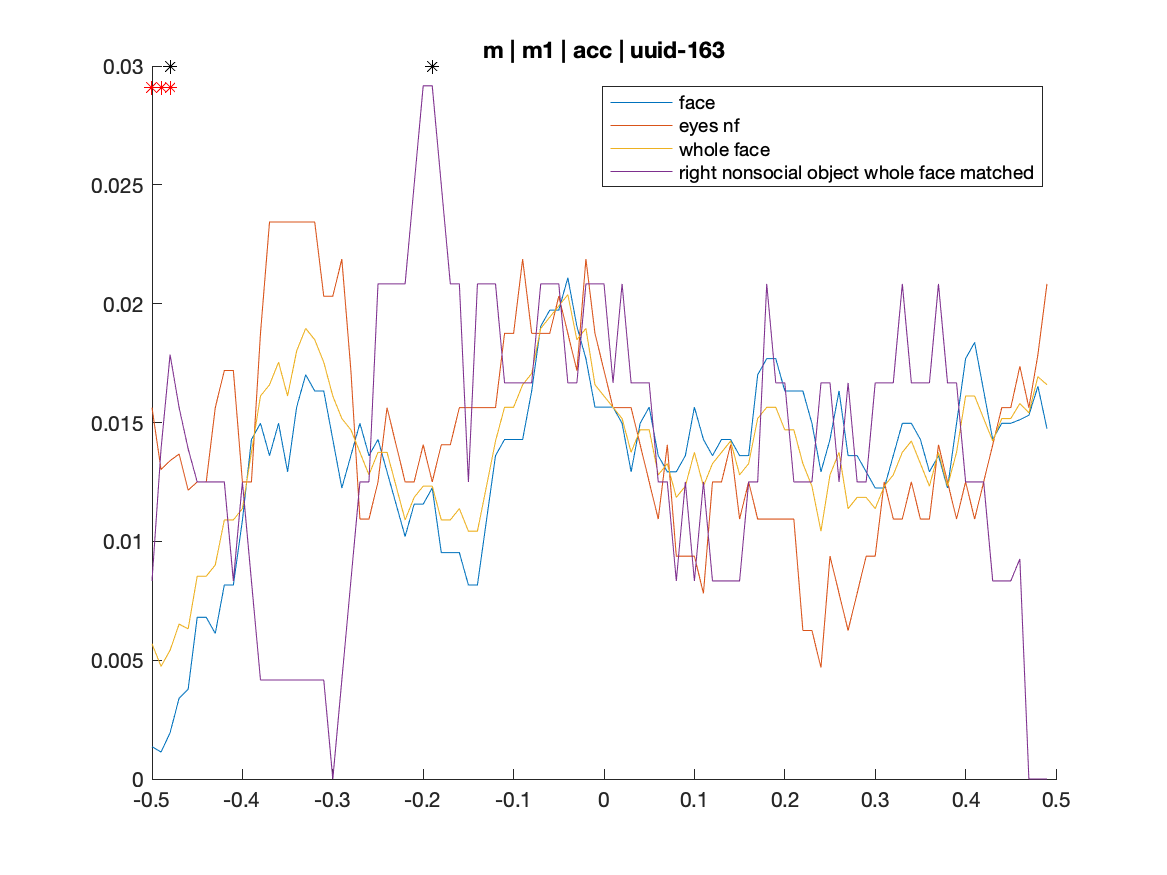 m | m1 | acc | uuid-163
face
eyes nf
whole face
right nonsocial object whole face matched
0.03
0.025
0.02
0.015
0.01
0.005
0
-0.5 -0.4 -0.3 -0.2 -0.1 0 0.1 0.2 0.3 0.4 0.5